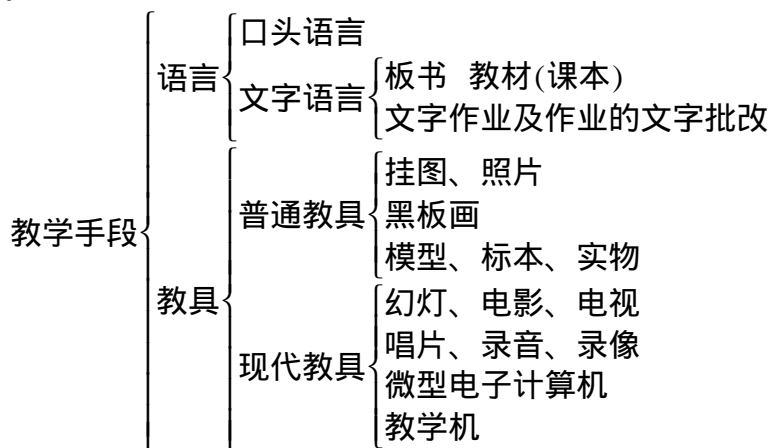 口头语言
语言
文字语言
板书 教材(课本)
文字作业及作业的文字批改
教学手段
教具
普通教具
挂图、照片
黑板画
模型、标本、实物
现代教具
幻灯、电影、电视
唱片、录音、录像
微型电子计算机
教学机